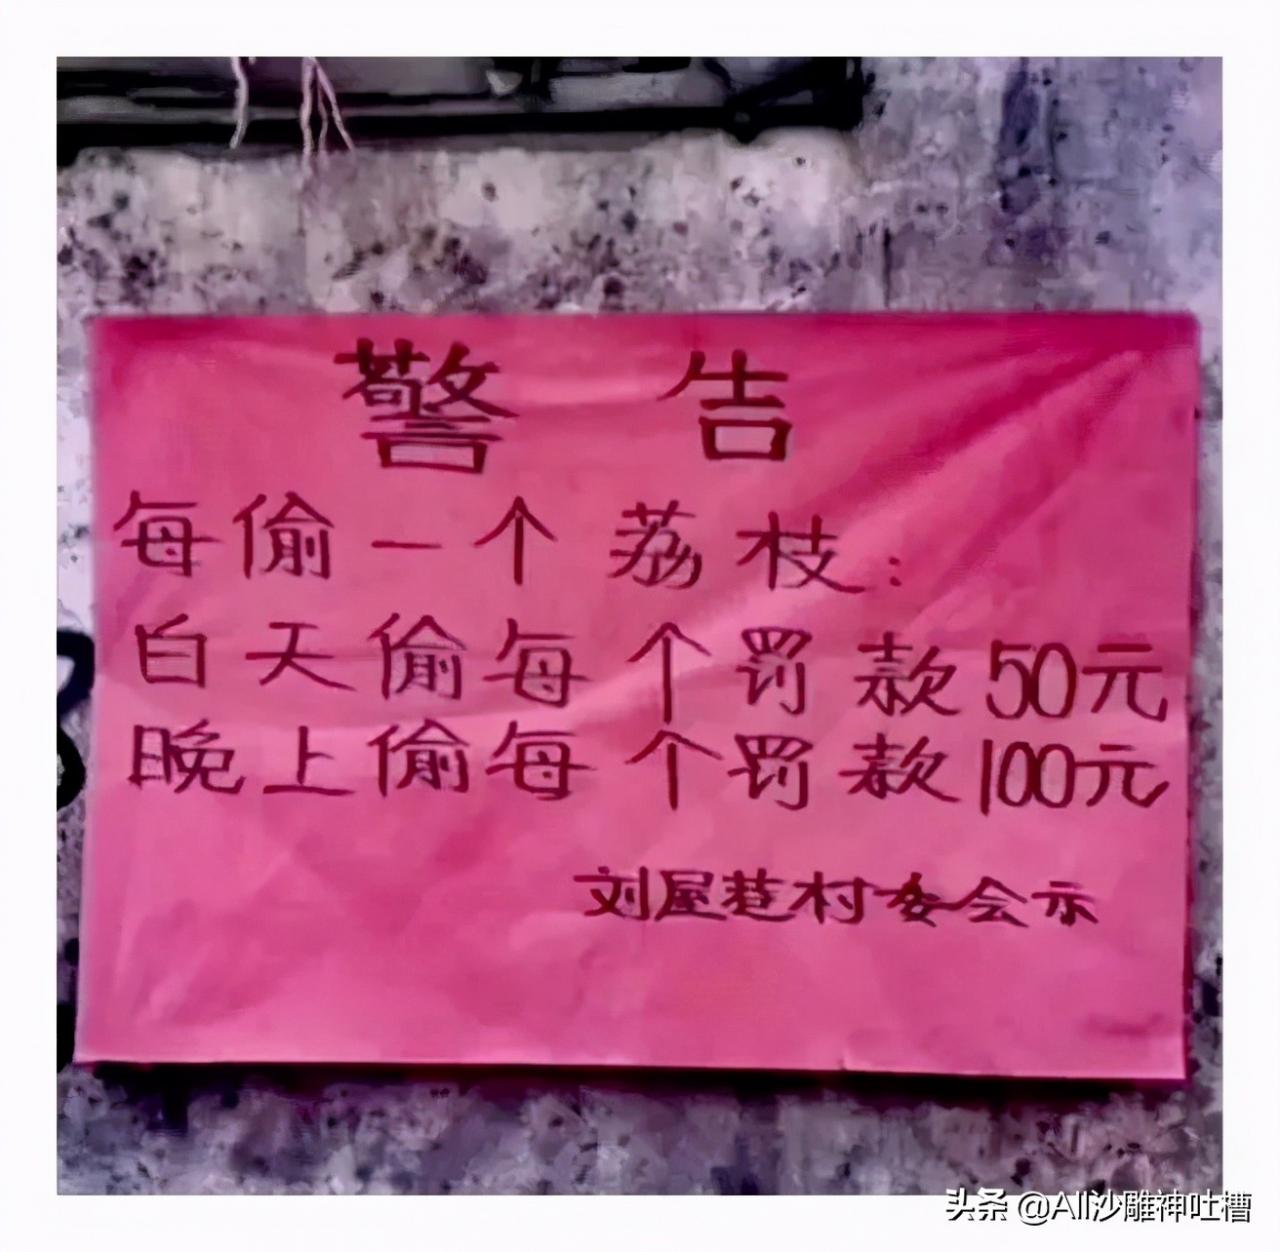 警告
每偷一个荔枝：
白天偷每个罚款50元
晚上偷每个罚款100元
刘屋巷村委会示
头条 @All沙雕神吐槽